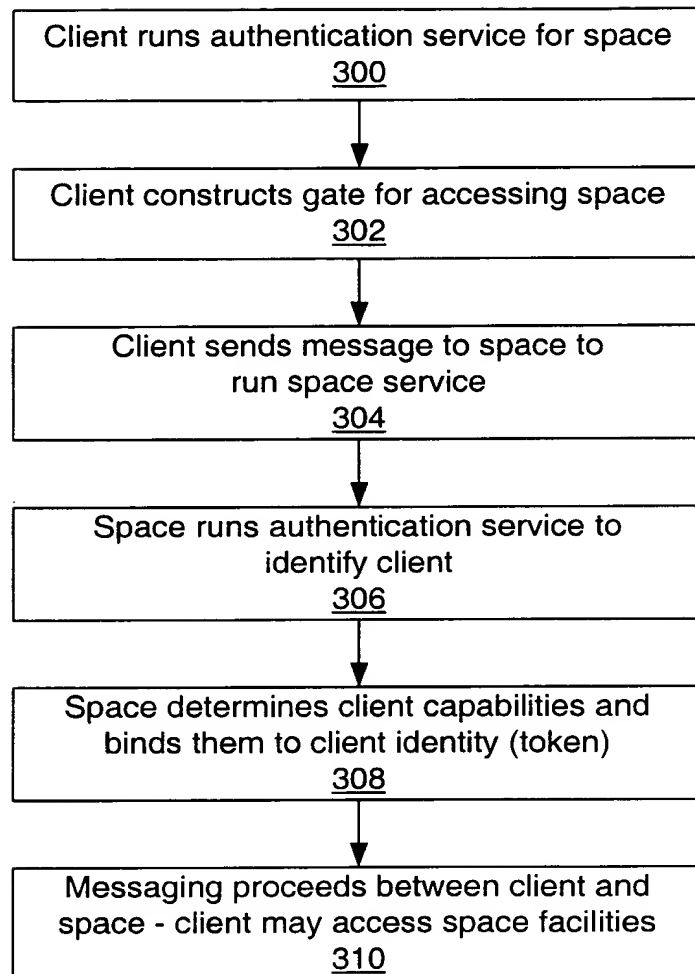 Client runs authentication service for space
300
Client constructs gate for accessing space
302
Client sends message to space to
run space service
304
Space runs authentication service to
identify client
306
Space determines client capabilities and
binds them to client identity (token)
308
Messaging proceeds between client and
space - client may access space facilities
310